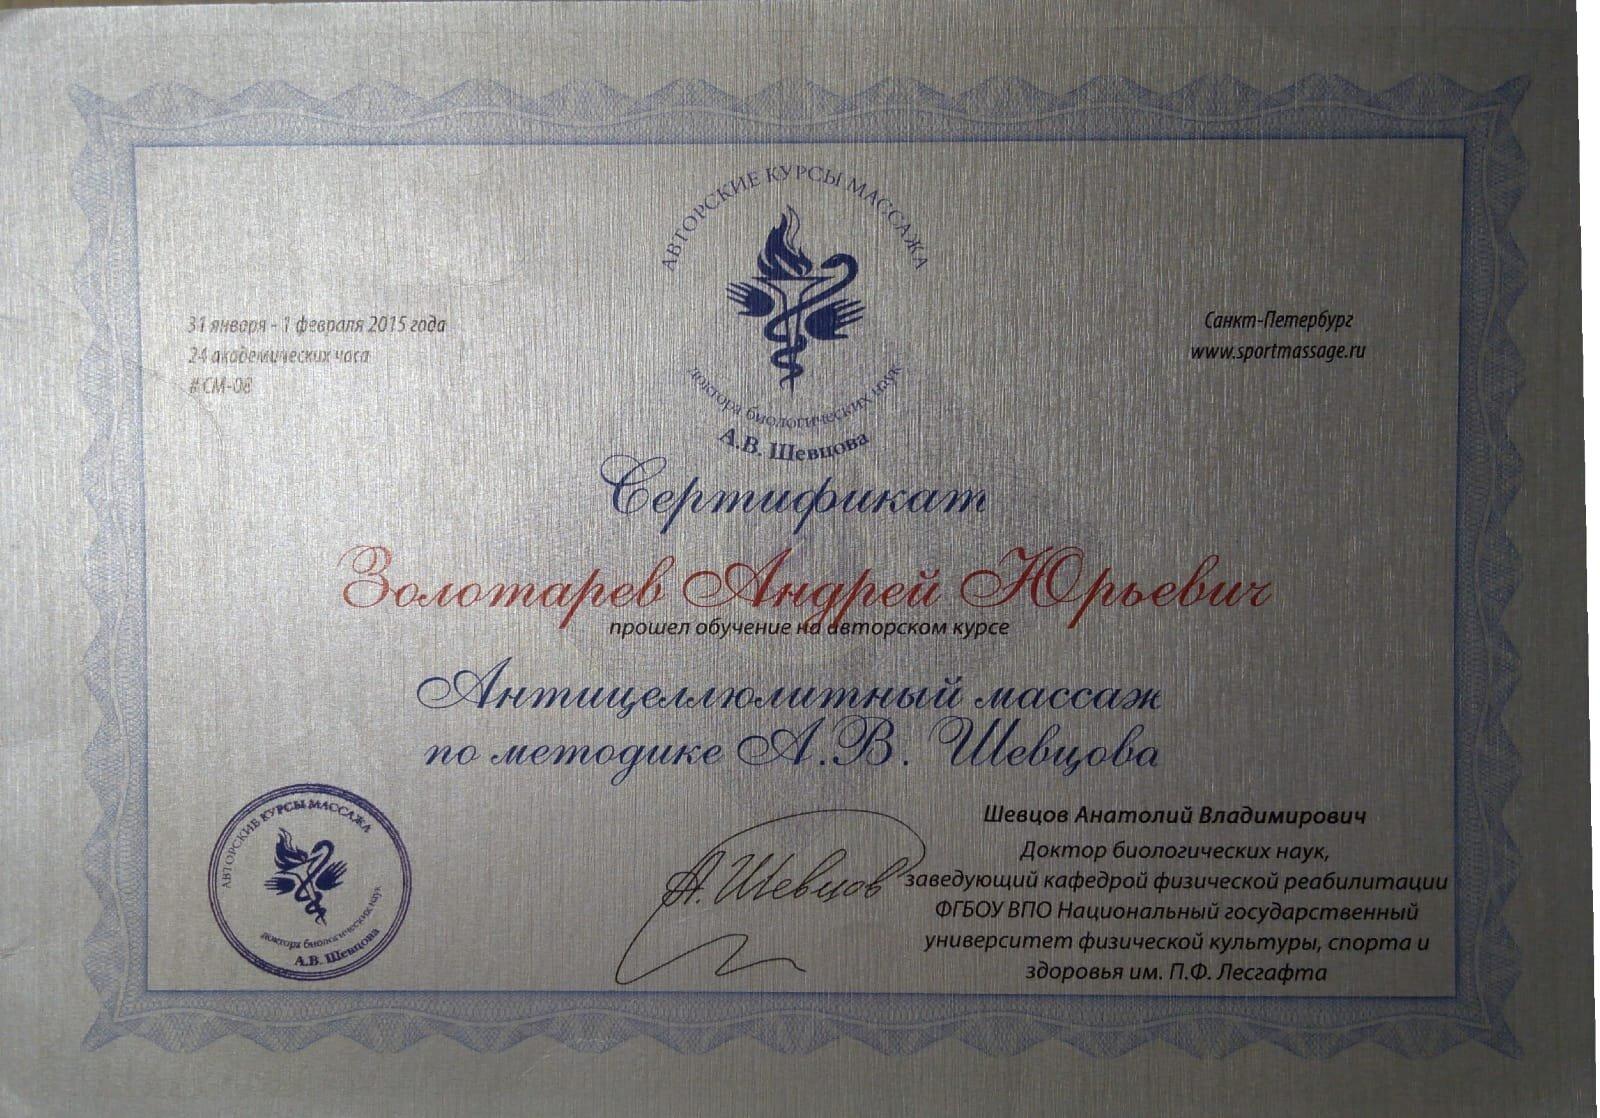 АВТОРСКИЕ КУРСЫ МАССАЖА
доктора биологических наук
А.В. Шевцова
31 января - 1 февраля 2015 года
24 академических часа
# СМ-08
Санкт-Петербург
www.sportmassage.ru
Сертификат
Золотарев Андрей Юрьевич
прошел обучение на авторском курсе
Антицеллюлитный массаж
по методике А.В. Шевцова
АВТОРСКИЕ КУРСЫ МАССАЖА
доктора биологических наук
А.В. Шевцова
А. Шевцов
Шевцов Анатолий Владимирович
Доктор биологических наук,
заведующий кафедрой физической реабилитации
ФГБОУ ВПО Национальный государственный
университет физической культуры, спорта и
здоровья им. П.Ф. Лесгафта